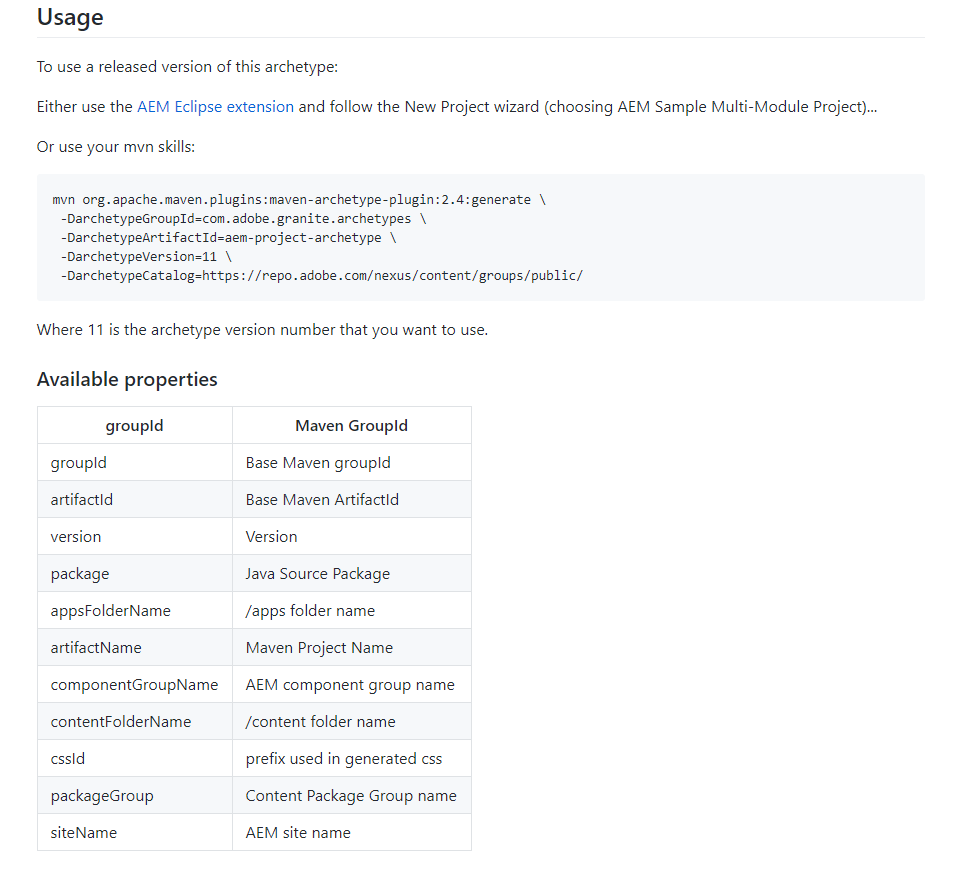 Usage
To use a released version of this archetype:
Either use the AEM Eclipse extension and follow the New Project wizard (choosing AEM Sample Multi-Module Project)...
Or use your mvn skills:
mvn org.apache.maven.plugins:maven-archetype-plugin:2.4:generate \
-DarchetypeGroupId=com.adobe.granite.archetypes \
-DarchetypeArtifactId=aem-project-archetype \
-DarchetypeVersion=11 \
-DarchetypeCatalog=https://repo.adobe.com/nexus/content/groups/public/
Where 11 is the archetype version number that you want to use.
Available properties
groupId Maven GroupId
groupId Base Maven groupId
artifactId Base Maven ArtifactId
version Version
package Java Source Package
appsFolderName /apps folder name
artifactName Maven Project Name
componentGroupName AEM component group name
contentFolderName /content folder name
cssId prefix used in generated css
packageGroup Content Package Group name
siteName AEM site name